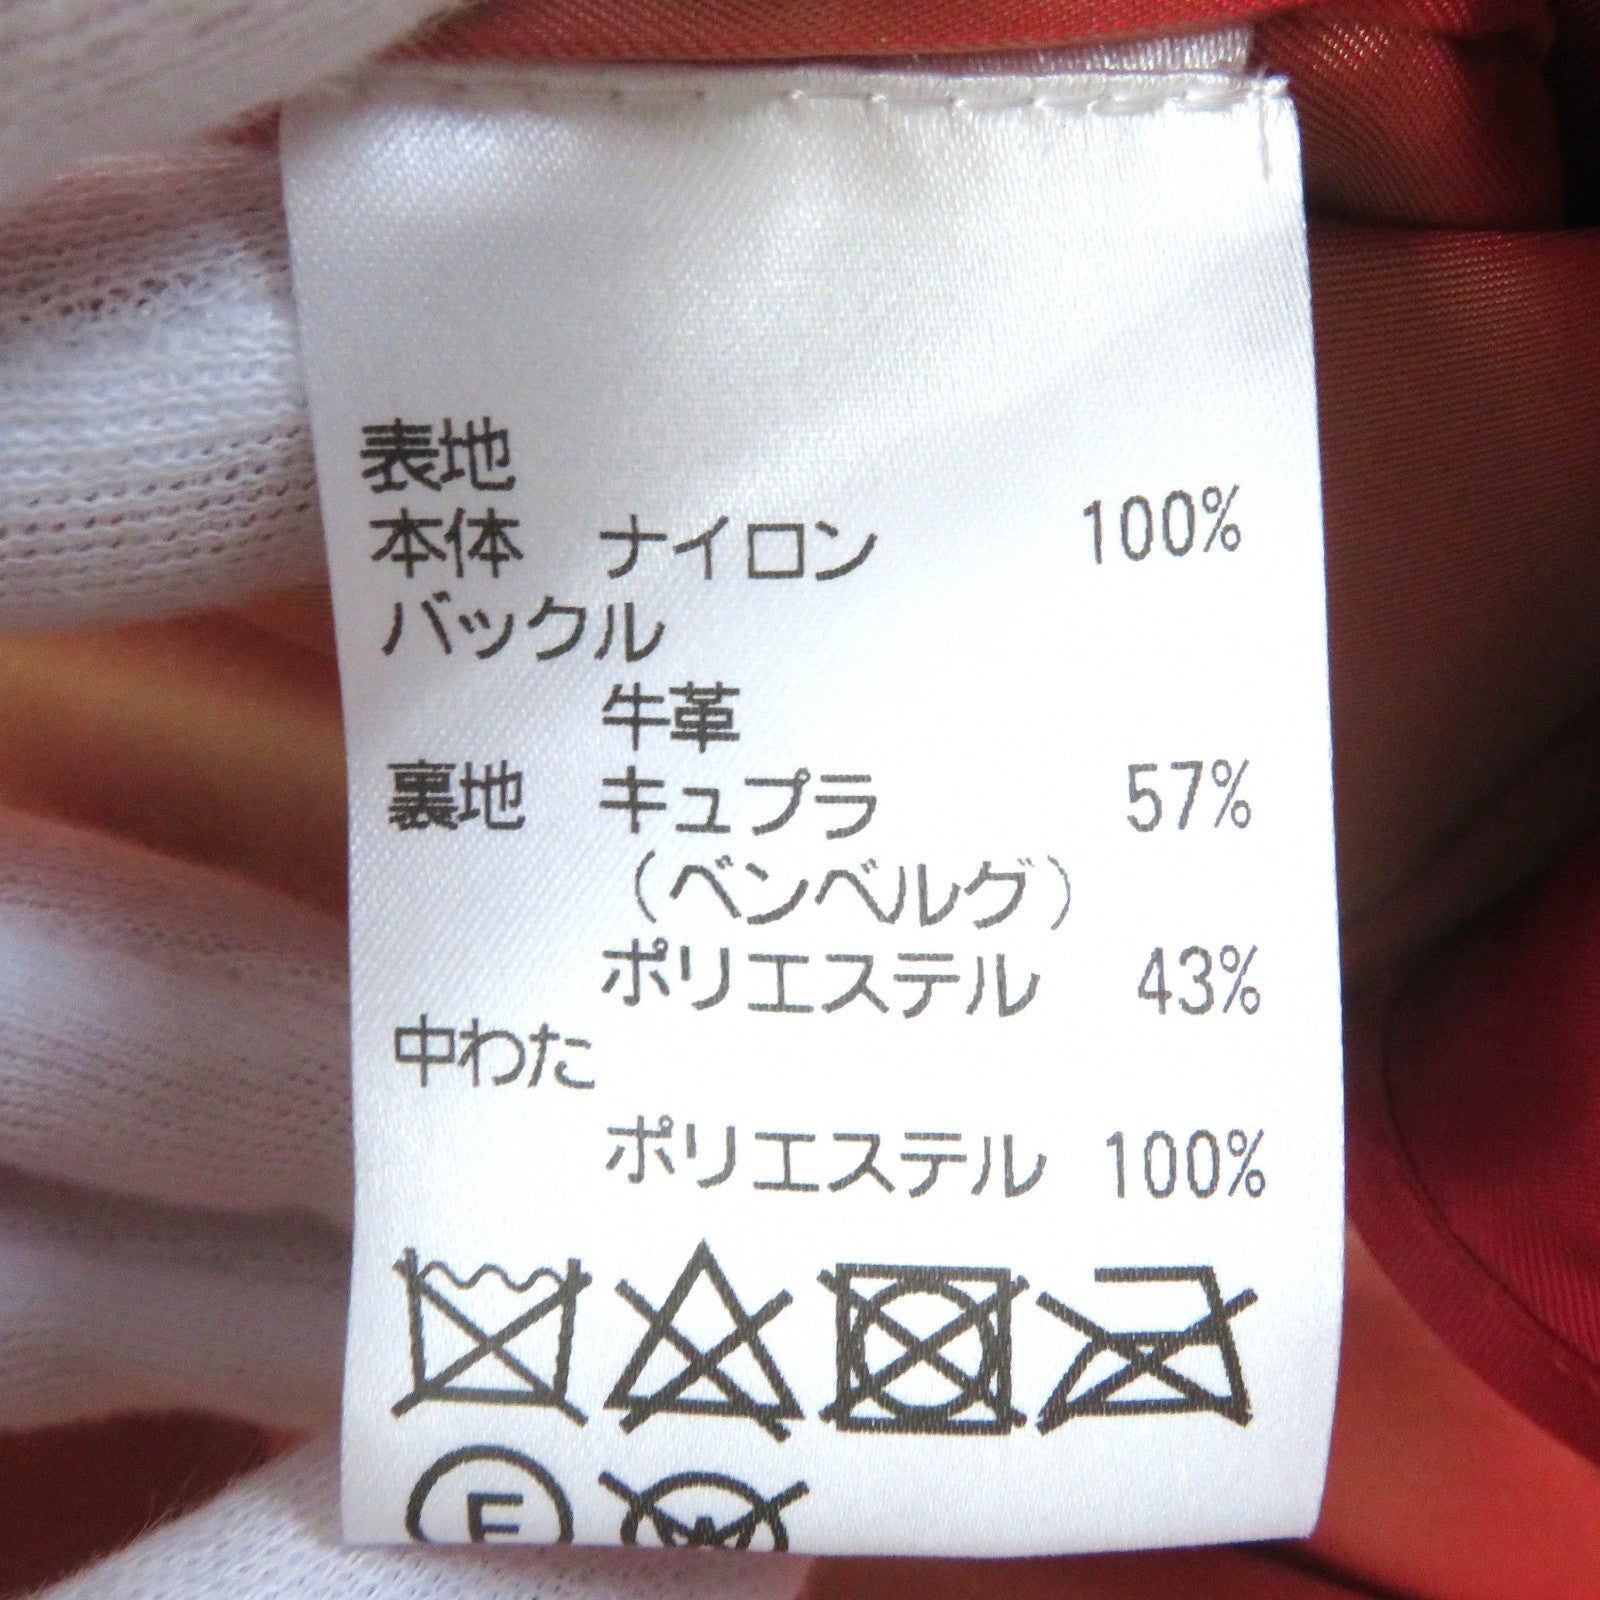 表地
本体 ナイロン 100%
バックル
牛革
裏地 キュプラ 57%
(ベンベルグ)
ポリエステル 43%
中わた
ポリエステル 100%
F